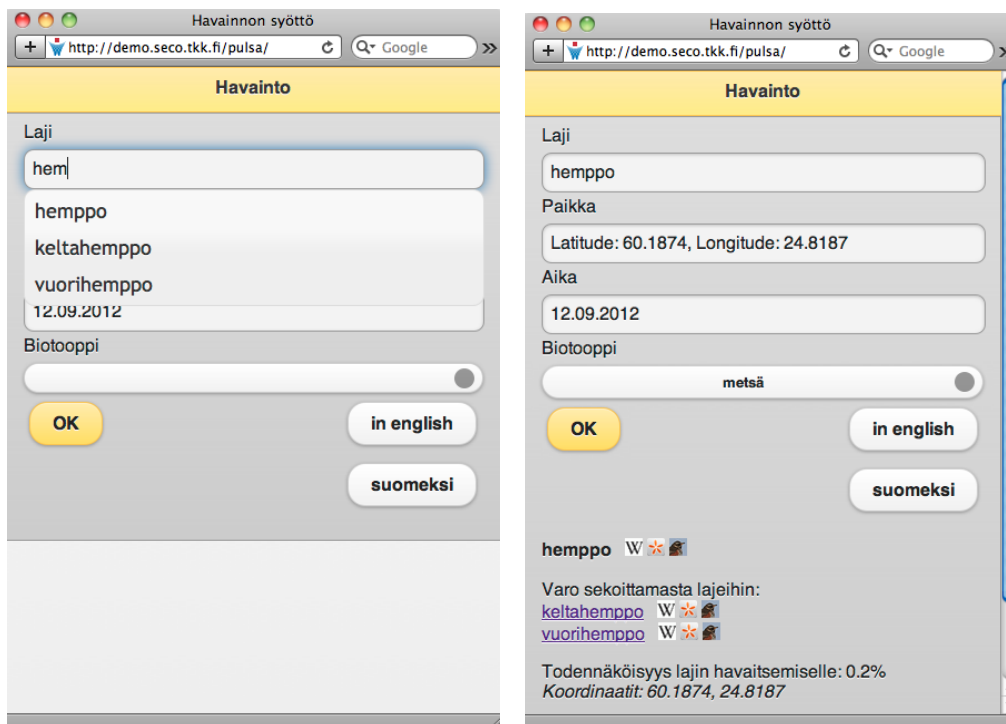 Havainnon syöttö
+ http://demo.seco.tkk.fi/pulsa/ Google »
Havainto
Laji
hem
hemppo
keltahemppo
vuorihemppo
12.09.2012
Biotooppi
OK in english
suomeksi
Havainnon syöttö
+ http://demo.seco.tkk.fi/pulsa/ Google
Havainto
Laji
hemppo
Paikka
Latitude: 60.1874, Longitude: 24.8187
Aika
12.09.2012
Biotooppi
metsä
OK in english
suomeksi
hemppo W
Varo sekoittamasta lajeihin:
keltahemppo W
vuorihemppo W
Todennäköisyys lajin havaitsemiselle: 0.2%
Koordinaatit: 60.1874, 24.8187